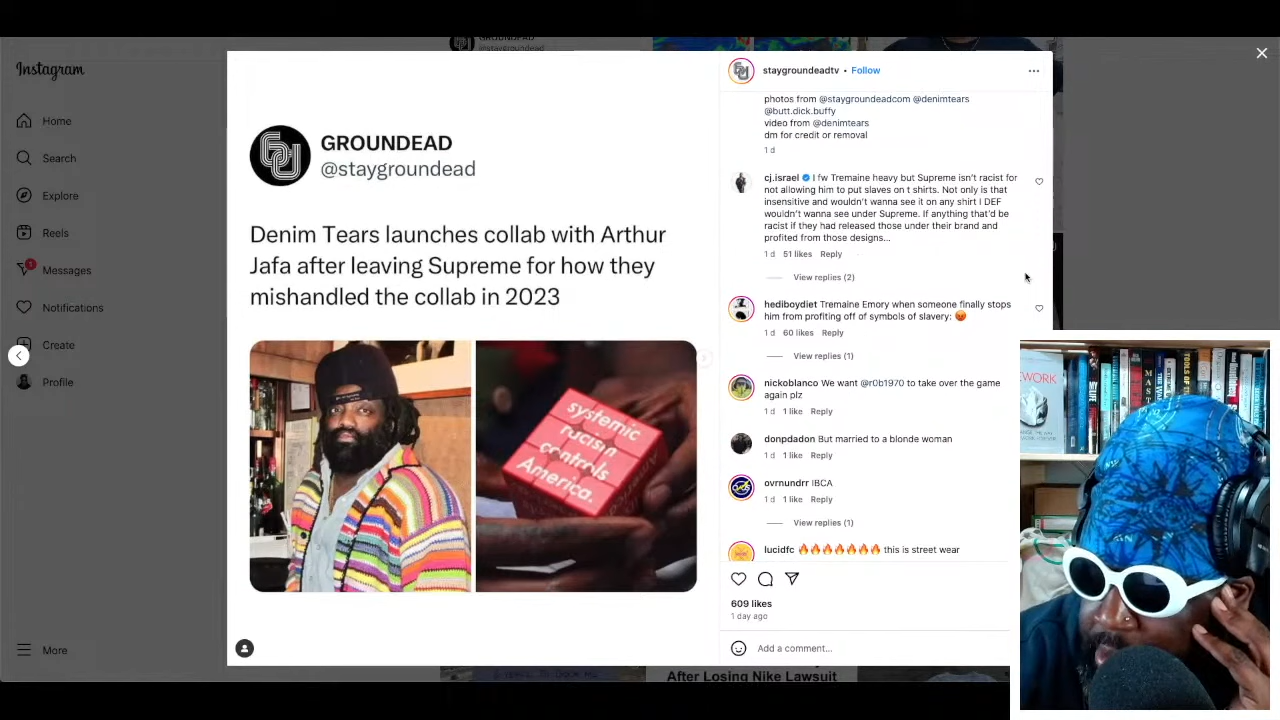 Instagram
Home
Search
Explore
Reels
1
Messages
Notifications
Create
Profile
More
GROUNDEAD
@staygroundead
Denim Tears launches collab with Arthur
Jafa after leaving Supreme for how they
mishandled the collab in 2023
systemic
racism
controls
America.
staygroundeadtv • Follow
photos from @staygroundeadcom @denimtears
@butt.dick.buffy
video from @denimtears
dm for credit or removal
1 d
cj.israel I fw Tremaine heavy but Supreme isn't racist for
not allowing him to put slaves on t shirts. Not only is that
insensitive and wouldn't wanna see it on any shirt I DEF
wouldn't wanna see under Supreme. If anything that'd be
racist if they had released those under their brand and
profited from those designs...
1 d 51 likes Reply
View replies (2)
hediboydiet Tremaine Emory when someone finally stops
him from profiting off of symbols of slavery: 😡
1 d 60 likes Reply
View replies (1)
nickoblanco We want @r0b1970 to take over the game
again plz
1 d 1 like Reply
donpdadon But married to a blonde woman
1 d 1 like Reply
ovrnundrr IBCA
1 d 1 like Reply
View replies (1)
lucidfc 🔥🔥🔥🔥🔥🔥🔥 this is street wear
609 likes
1 day ago
Add a comment...
After Losing Nike Lawsuit